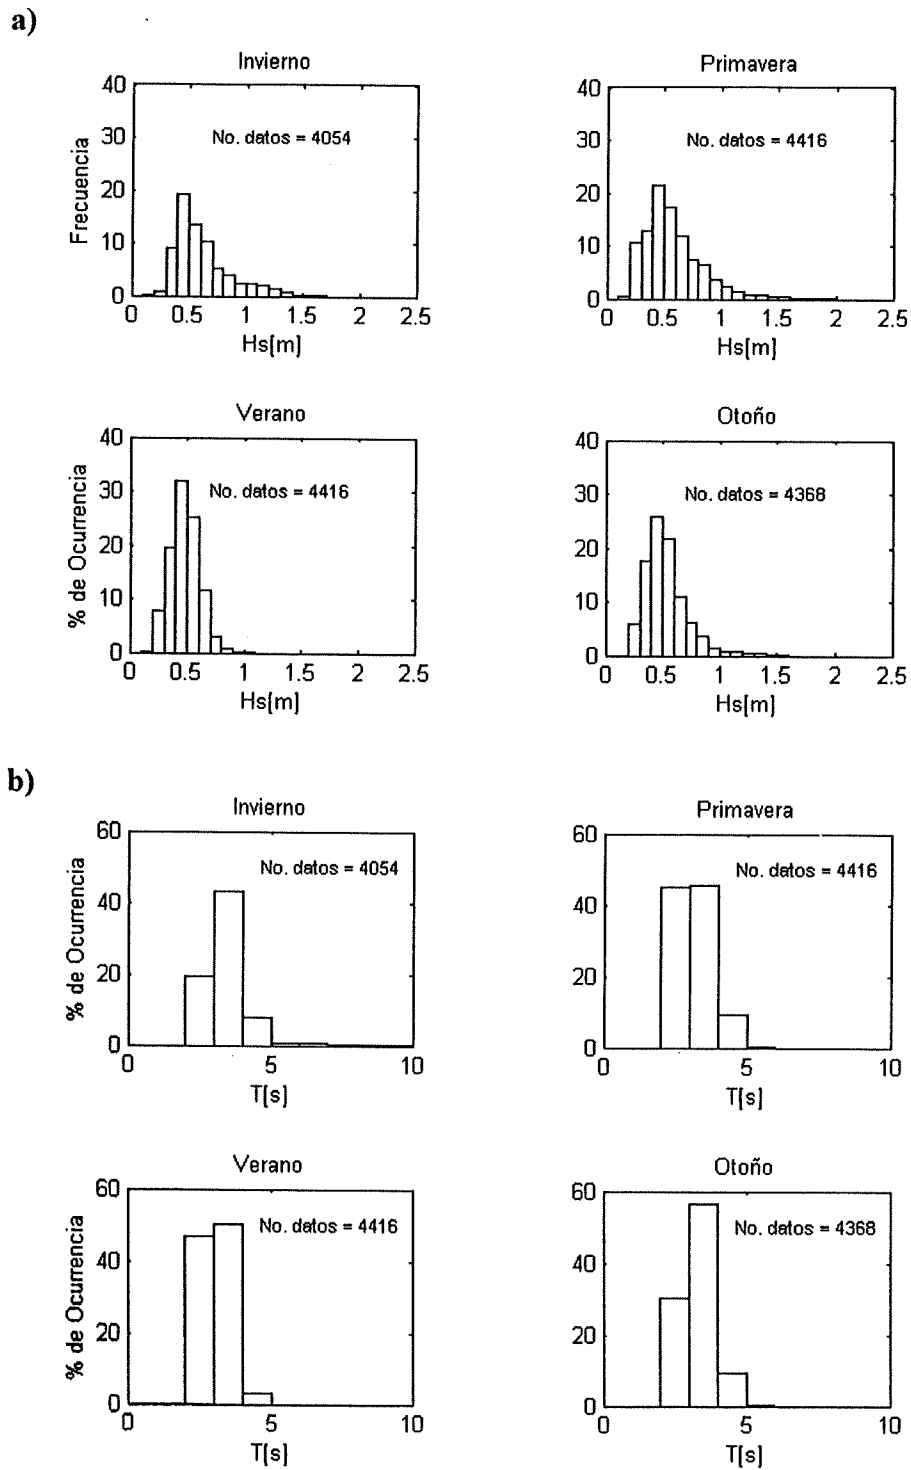 a)
Invierno
40
30
20
10
0
Frecuencia
No. datos = 4054
0 0.5 1 1.5 2 2.5
Hs[m]
Primavera
40
30
20
10
0
No. datos = 4416
0 0.5 1 1.5 2 2.5
Hs[m]
Verano
40
30
20
10
0
% de Ocurrencia
No. datos = 4416
0 0.5 1 1.5 2 2.5
Hs[m]
Otoño
40
30
20
10
0
No. datos = 4368
0 0.5 1 1.5 2 2.5
Hs[m]
b)
Invierno
60
40
20
0
% de Ocurrencia
No. datos = 4054
0 5 10
T[s]
Primavera
60
40
20
0
No. datos = 4416
0 5 10
T[s]
Verano
60
40
20
0
% de Ocurrencia
No. datos = 4416
0 5 10
T[s]
Otoño
60
40
20
0
No. datos = 4368
0 5 10
T[s]